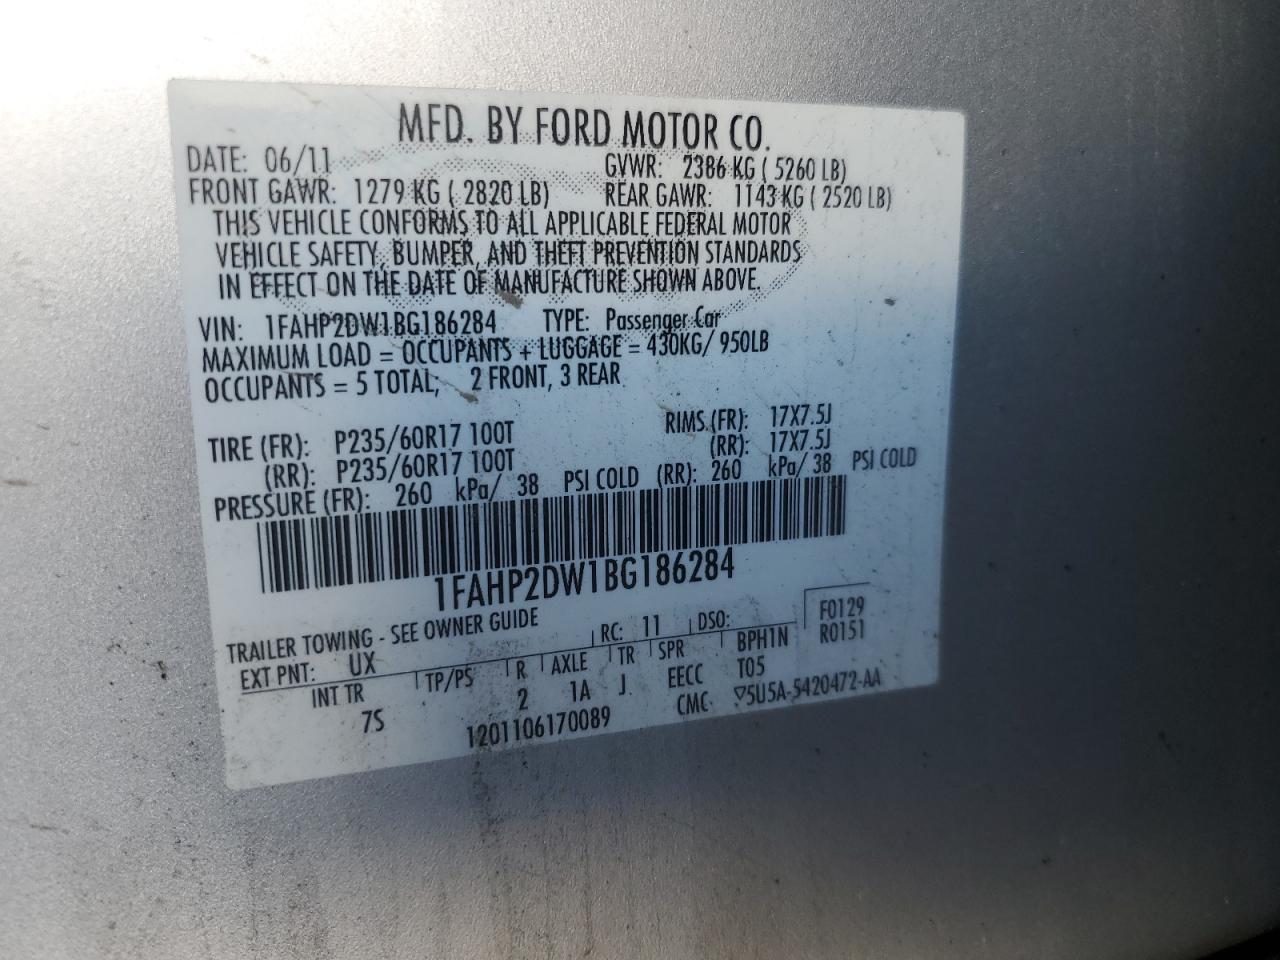 MFD. BY FORD MOTOR CO.
DATE: 06/11 GVWR: 2386 KG ( 5260 LB)
FRONT GAWR: 1279 KG ( 2820 LB) REAR GAWR: 1143 KG ( 2520 LB)
THIS VEHICLE CONFORMS TO ALL APPLICABLE FEDERAL MOTOR
VEHICLE SAFETY, BUMPER, AND THEFT PREVENTION STANDARDS
IN EFFECT ON THE DATE OF MANUFACTURE SHOWN ABOVE.
VIN: 1FAHP2DW1BG186284 TYPE: Passenger Car
MAXIMUM LOAD = OCCUPANTS + LUGGAGE = 430KG/ 950LB
OCCUPANTS = 5 TOTAL; 2 FRONT, 3 REAR
TIRE (FR): P235/60R17 100T RIMS (FR): 17X7.5J
(RR): P235/60R17 100T (RR): 17X7.5J
PRESSURE (FR): 260 kPa/ 38 PSI COLD (RR): 260 kPa/ 38 PSI COLD
1FAHP2DW1BG186284
TRAILER TOWING - SEE OWNER GUIDE
EXT PNT: UX RC: 11 DSO: F0129
INT TR TP/PS R AXLE TR SPR BPH1N R0151
7S 2 1A J EECC T05
1201106170089 CMC 5U5A-5420472-AA